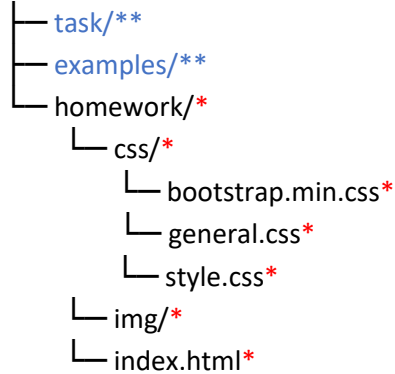 task/**
examples/**
homework/*
css/*
bootstrap.min.css*
general.css*
style.css*
img/*
index.html*